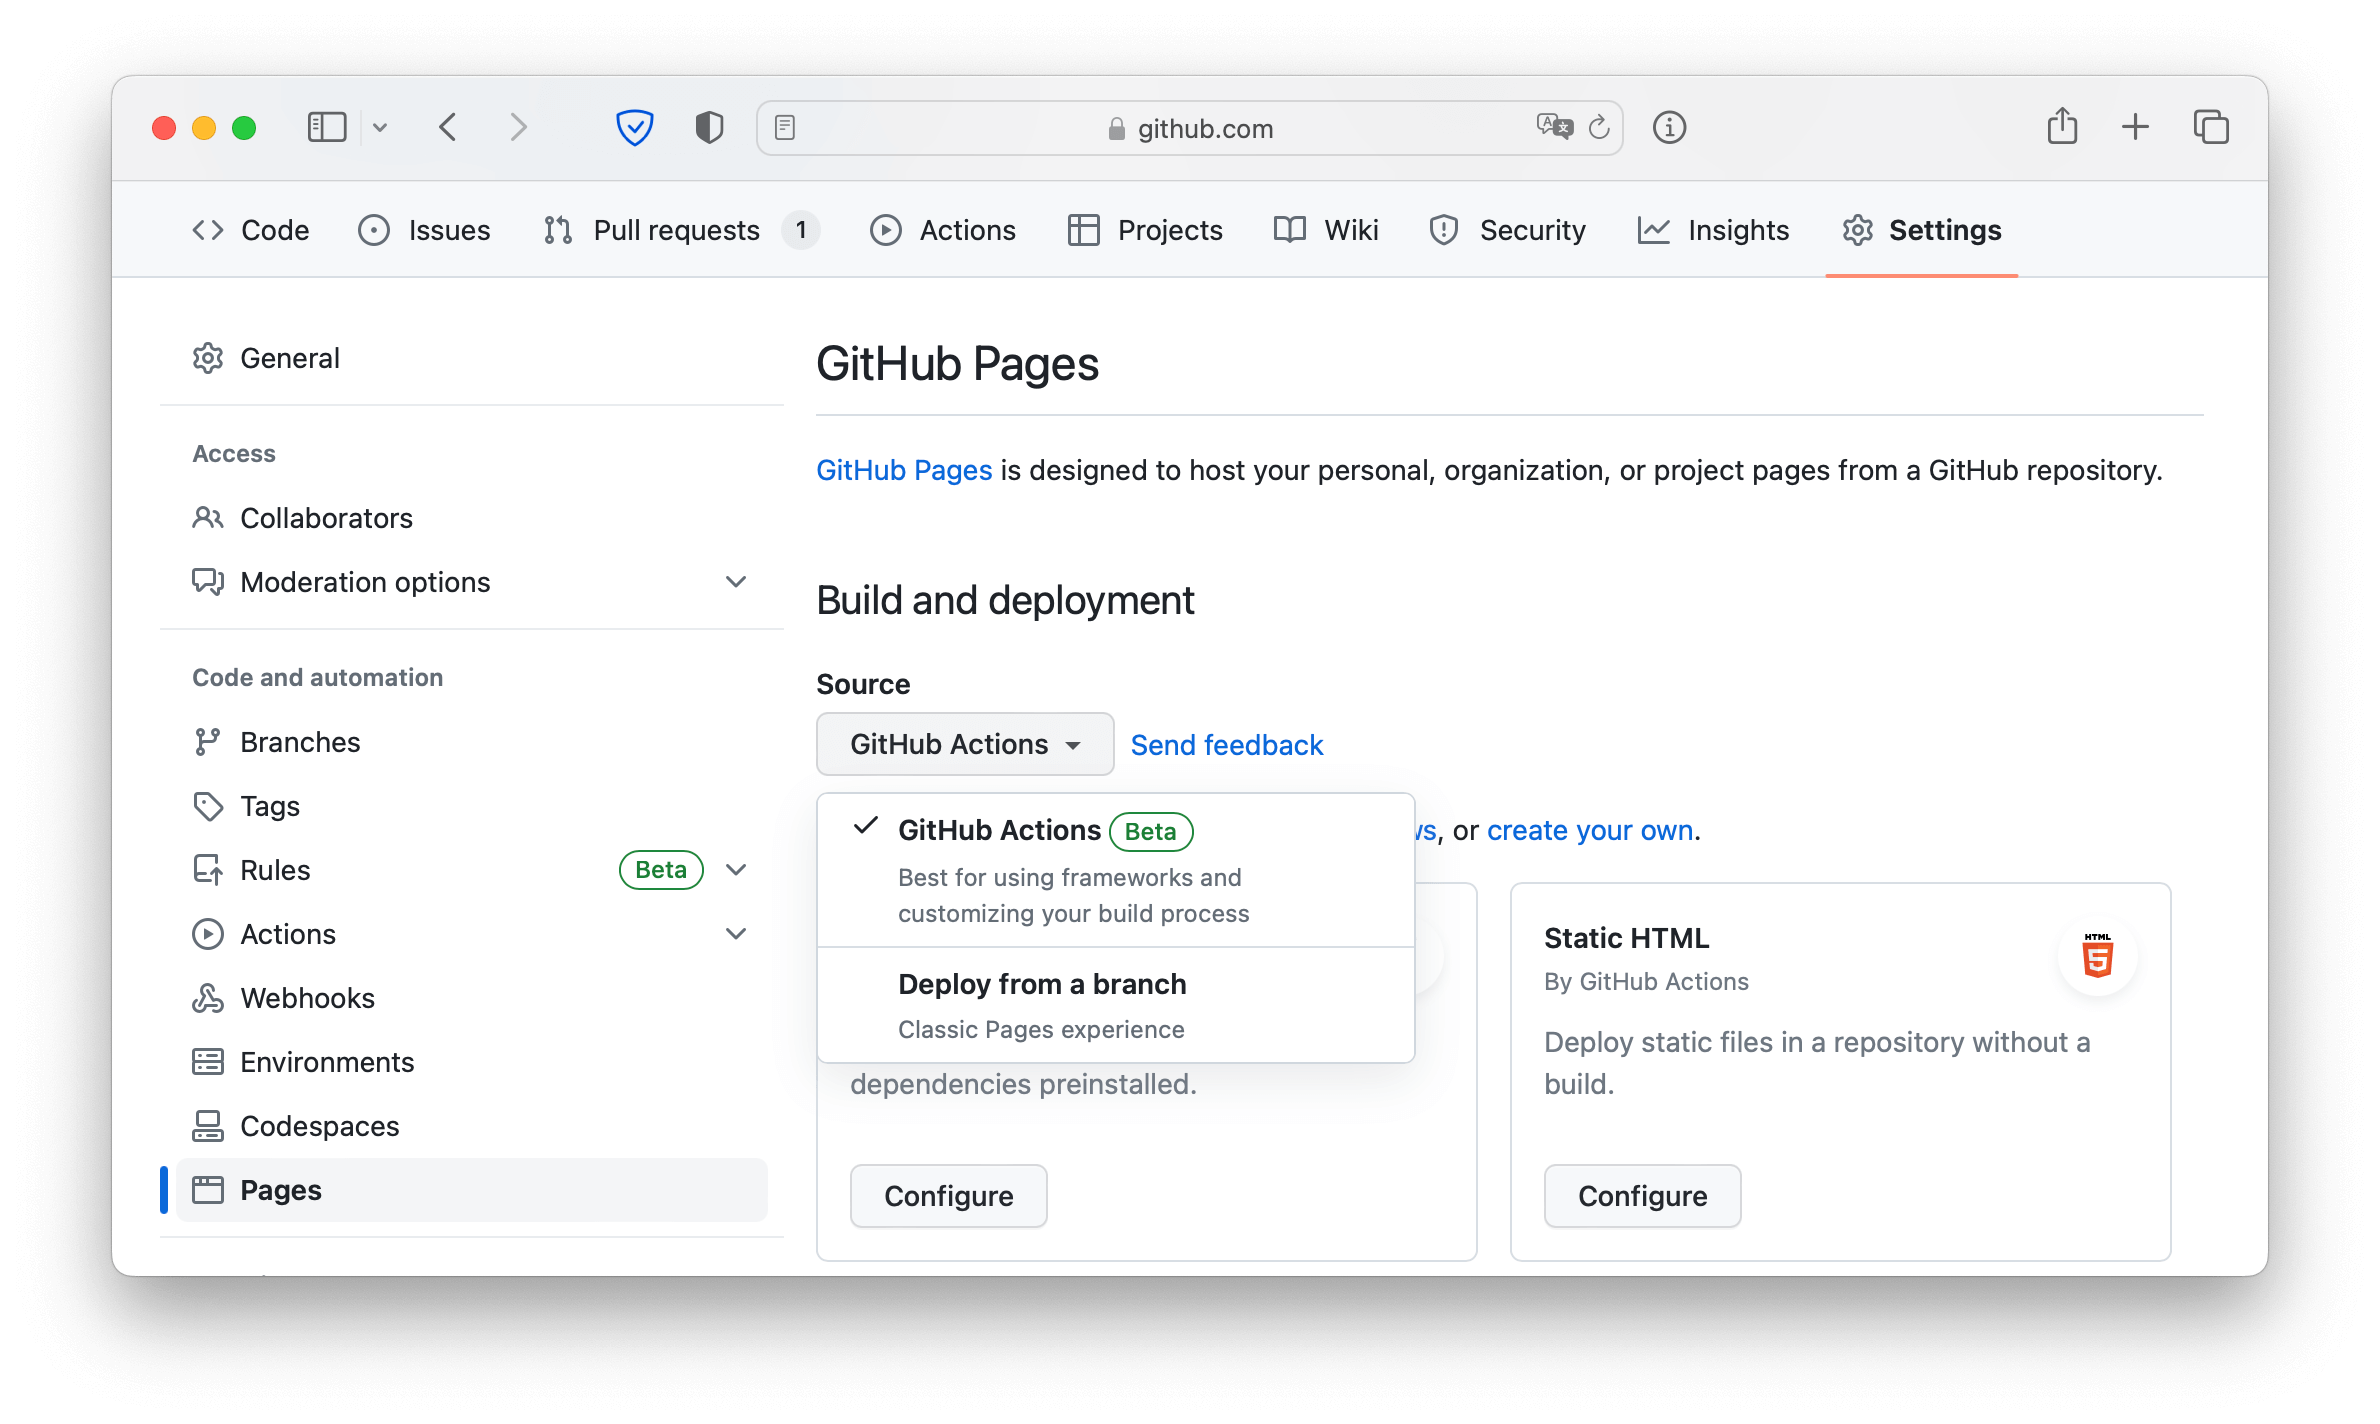 github.com
Code
Issues
Pull requests 1
Actions
Projects
Wiki
Security
Insights
Settings
General
Access
Collaborators
Moderation options
Code and automation
Branches
Tags
Rules Beta
Actions
Webhooks
Environments
Codespaces
Pages
GitHub Pages
GitHub Pages is designed to host your personal, organization, or project pages from a GitHub repository.
Build and deployment
Source
GitHub Actions Send feedback
GitHub Actions Beta
Best for using frameworks and
customizing your build process
Deploy from a branch
Classic Pages experience
, or create your own.
dependencies preinstalled.
Configure
Static HTML
By GitHub Actions
HTML
5
Deploy static files in a repository without a
build.
Configure